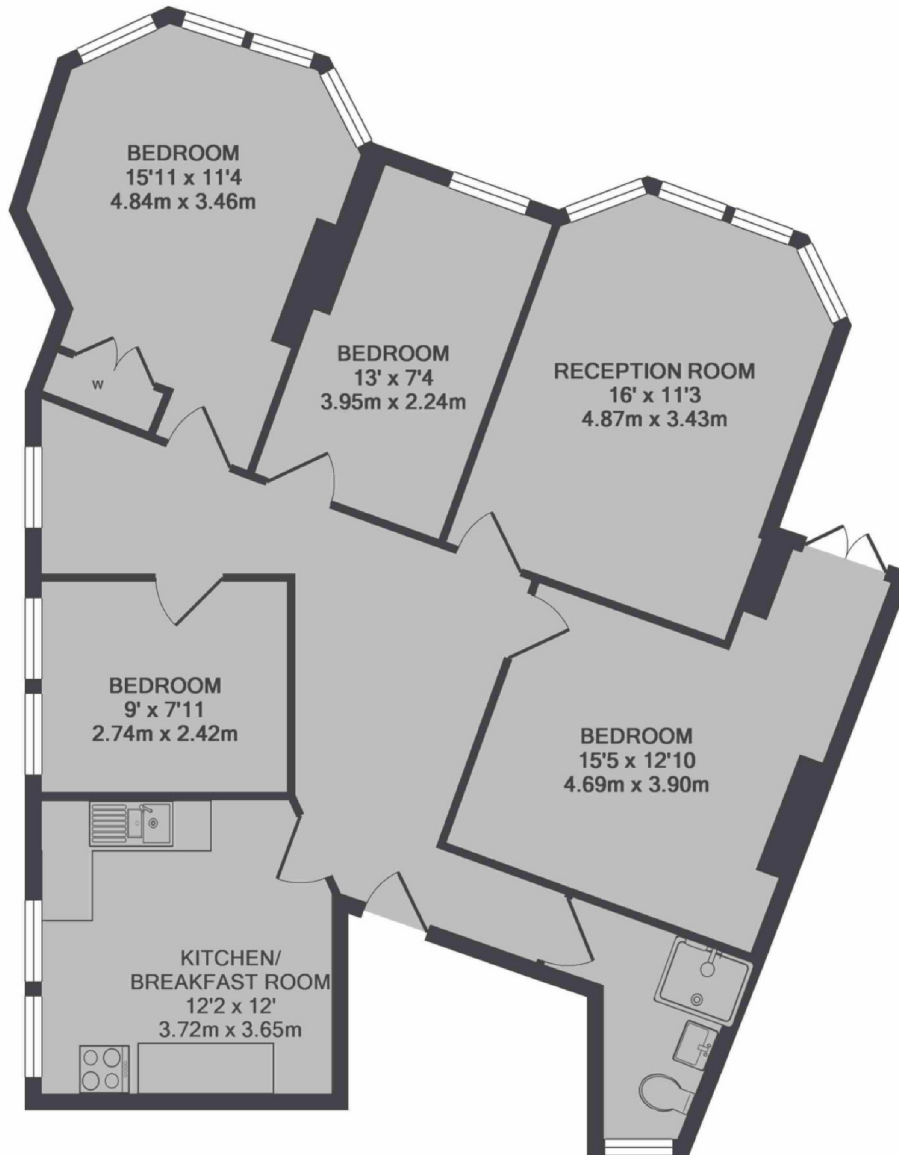 BEDROOM
15'11 x 11'4
4.84m x 3.46m
BEDROOM
13' x 7'4
3.95m x 2.24m
RECEPTION ROOM
16' x 11'3
4.87m x 3.43m
W
BEDROOM
9' x 7'11
2.74m x 2.42m
BEDROOM
15'5 x 12'10
4.69m x 3.90m
KITCHEN/
BREAKFAST ROOM
12'2 x 12'
3.72m x 3.65m